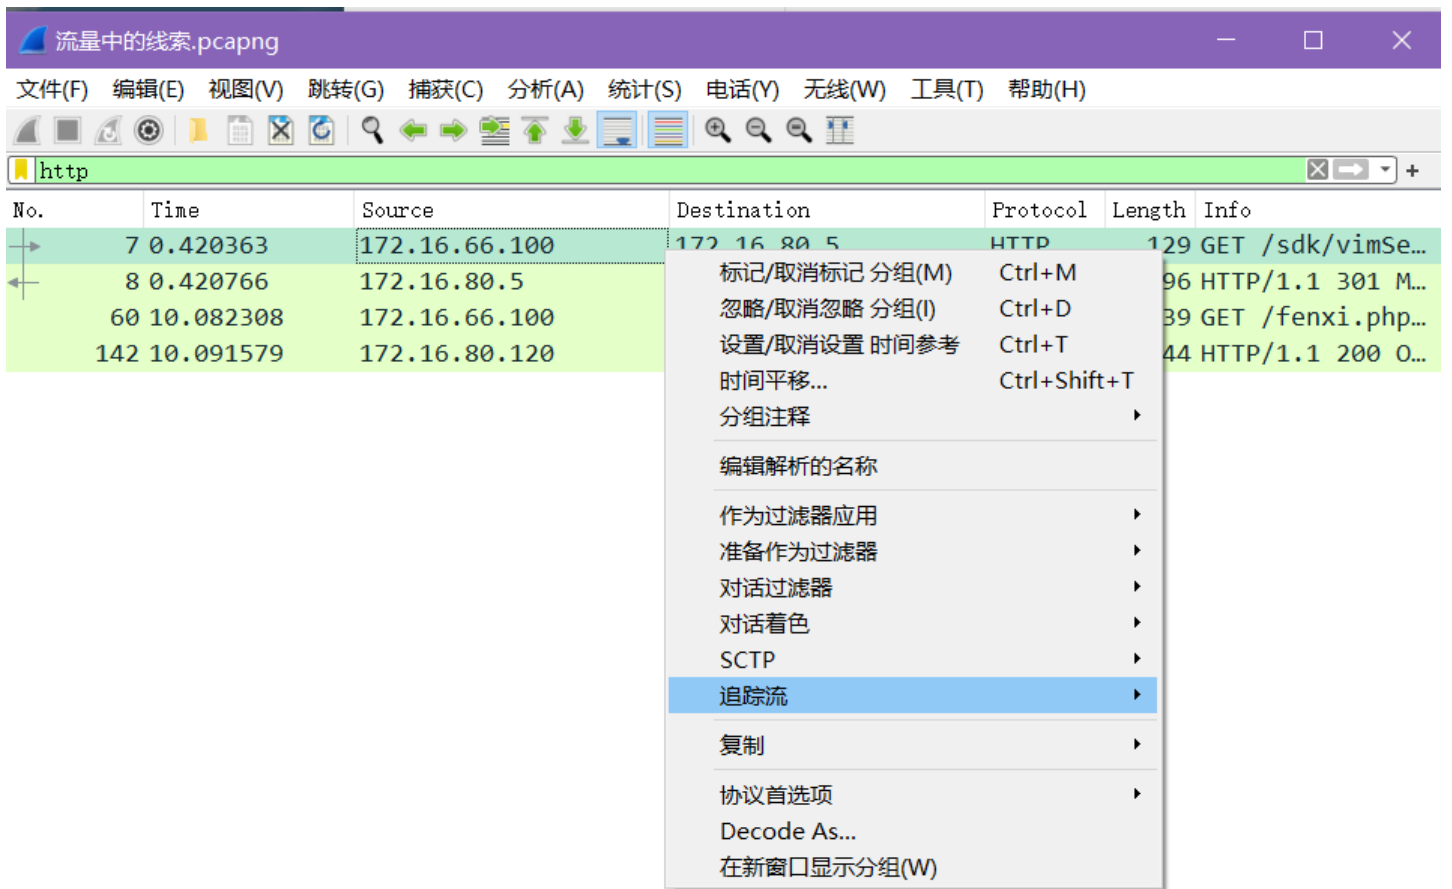 流量中的线索.pcapng
文件(F) 编辑(E) 视图(V) 跳转(G) 捕获(C) 分析(A) 统计(S) 电话(Y) 无线(W) 工具(T) 帮助(H)
http
No. Time Source Destination Protocol Length Info
7 0.420363 172.16.66.100 172.16.80.5 HTTP 129 GET /sdk/vimSe…
8 0.420766 172.16.80.5 96 HTTP/1.1 301 M…
60 10.082308 172.16.66.100 39 GET /fenxi.php…
142 10.091579 172.16.80.120 44 HTTP/1.1 200 O…
标记/取消标记 分组(M) Ctrl+M
忽略/取消忽略 分组(I) Ctrl+D
设置/取消设置 时间参考 Ctrl+T
时间平移... Ctrl+Shift+T
分组注释
编辑解析的名称
作为过滤器应用
准备作为过滤器
对话过滤器
对话着色
SCTP
追踪流
复制
协议首选项
Decode As...
在新窗口显示分组(W)